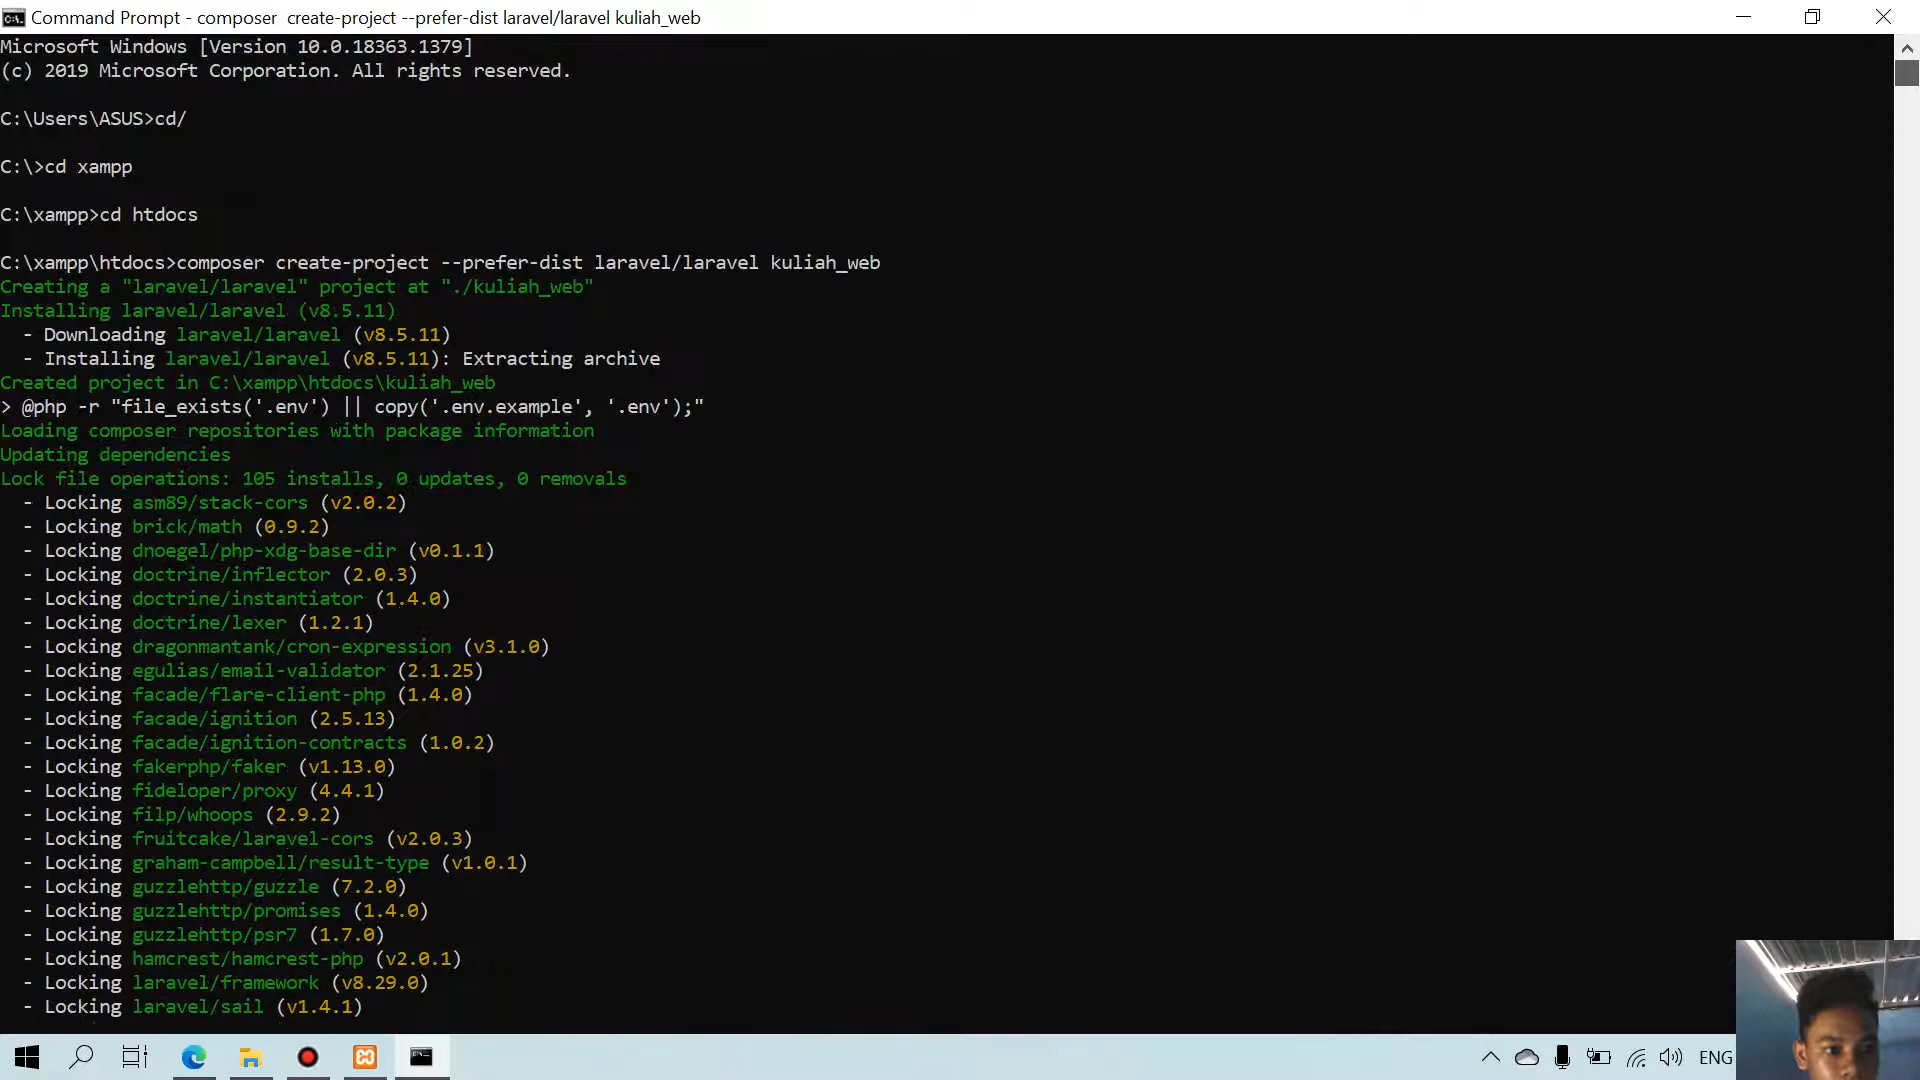 Command Prompt - composer  create-project --prefer-dist laravel/laravel kuliah_web
Microsoft Windows [Version 10.0.18363.1379]
(c) 2019 Microsoft Corporation. All rights reserved.
C:\Users\ASUS>cd/
C:\>cd xampp
C:\xampp>cd htdocs
C:\xampp\htdocs>composer create-project --prefer-dist laravel/laravel kuliah_web
Creating a "laravel/laravel" project at "./kuliah_web"
Installing laravel/laravel (v8.5.11)
  - Downloading laravel/laravel (v8.5.11)
  - Installing laravel/laravel (v8.5.11): Extracting archive
Created project in C:\xampp\htdocs\kuliah_web
> @php -r "file_exists('.env') || copy('.env.example', '.env');"
Loading composer repositories with package information
Updating dependencies
Lock file operations: 105 installs, 0 updates, 0 removals
  - Locking asm89/stack-cors (v2.0.2)
  - Locking brick/math (0.9.2)
  - Locking dnoegel/php-xdg-base-dir (v0.1.1)
  - Locking doctrine/inflector (2.0.3)
  - Locking doctrine/instantiator (1.4.0)
  - Locking doctrine/lexer (1.2.1)
  - Locking dragonmantank/cron-expression (v3.1.0)
  - Locking egulias/email-validator (2.1.25)
  - Locking facade/flare-client-php (1.4.0)
  - Locking facade/ignition (2.5.13)
  - Locking facade/ignition-contracts (1.0.2)
  - Locking fakerphp/faker (v1.13.0)
  - Locking fideloper/proxy (4.4.1)
  - Locking filp/whoops (2.9.2)
  - Locking fruitcake/laravel-cors (v2.0.3)
  - Locking graham-campbell/result-type (v1.0.1)
  - Locking guzzlehttp/guzzle (7.2.0)
  - Locking guzzlehttp/promises (1.4.0)
  - Locking guzzlehttp/psr7 (1.7.0)
  - Locking hamcrest/hamcrest-php (v2.0.1)
  - Locking laravel/framework (v8.29.0)
  - Locking laravel/sail (v1.4.1)
ENG